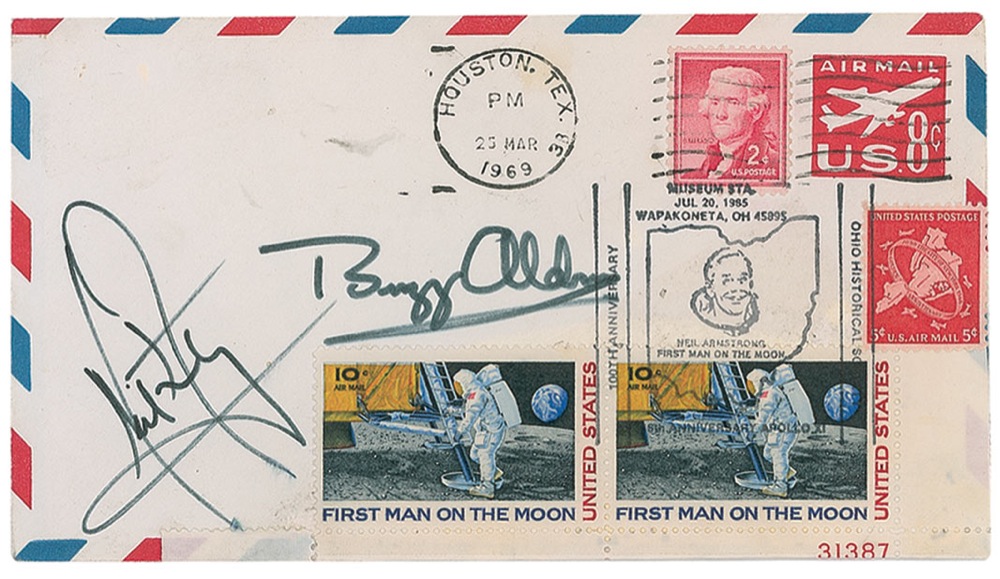 HOUSTON, TEX.
PM
25 MAR
1969
3B
2¢
U.S. POSTAGE
AIR MAIL
8¢
U.S.
MUSEUM STA.
JUL 20, 1985
WAPAKONETA, OH 45895
100TH ANNIVERSARY
OHIO HISTORICAL S
NEIL ARMSTRONG
FIRST MAN ON THE MOON
ANNIVERSARY APOLLO XI
UNITED STATES POSTAGE
5¢ U.S. AIR MAIL 5¢
Buzz Aldrin
10¢
AIR MAIL
UNITED STATES
FIRST MAN ON THE MOON
10¢
AIR MAIL
UNITED STATES
FIRST MAN ON THE MOON
31387